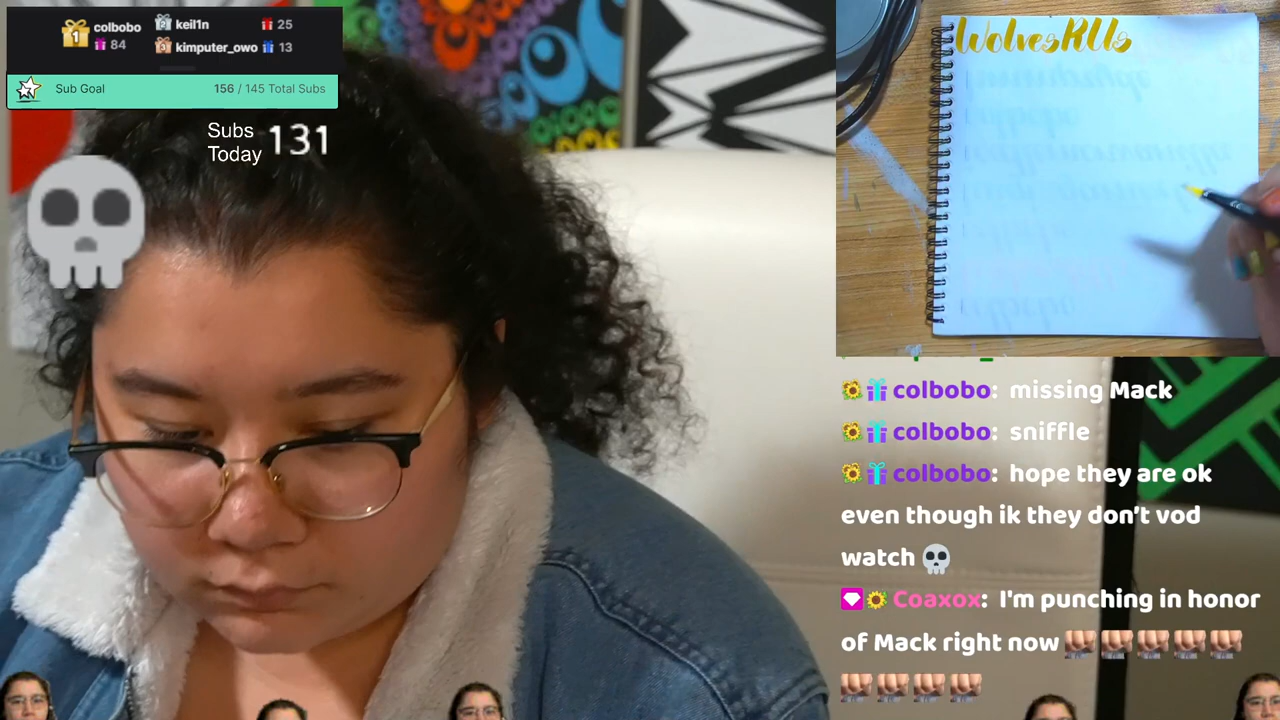 colbobo
84
keil1n
25
kimputer_owo
13
1
Sub Goal
156 / 145 Total Subs
Subs
Today
131
WolvesRUs
colbobo: missing Mack
colbobo: sniffle
colbobo: hope they are ok
even though ik they don't vod
watch 💀
Coaxox: I'm punching in honor
of Mack right now 👊👊👊👊👊
👊👊👊👊